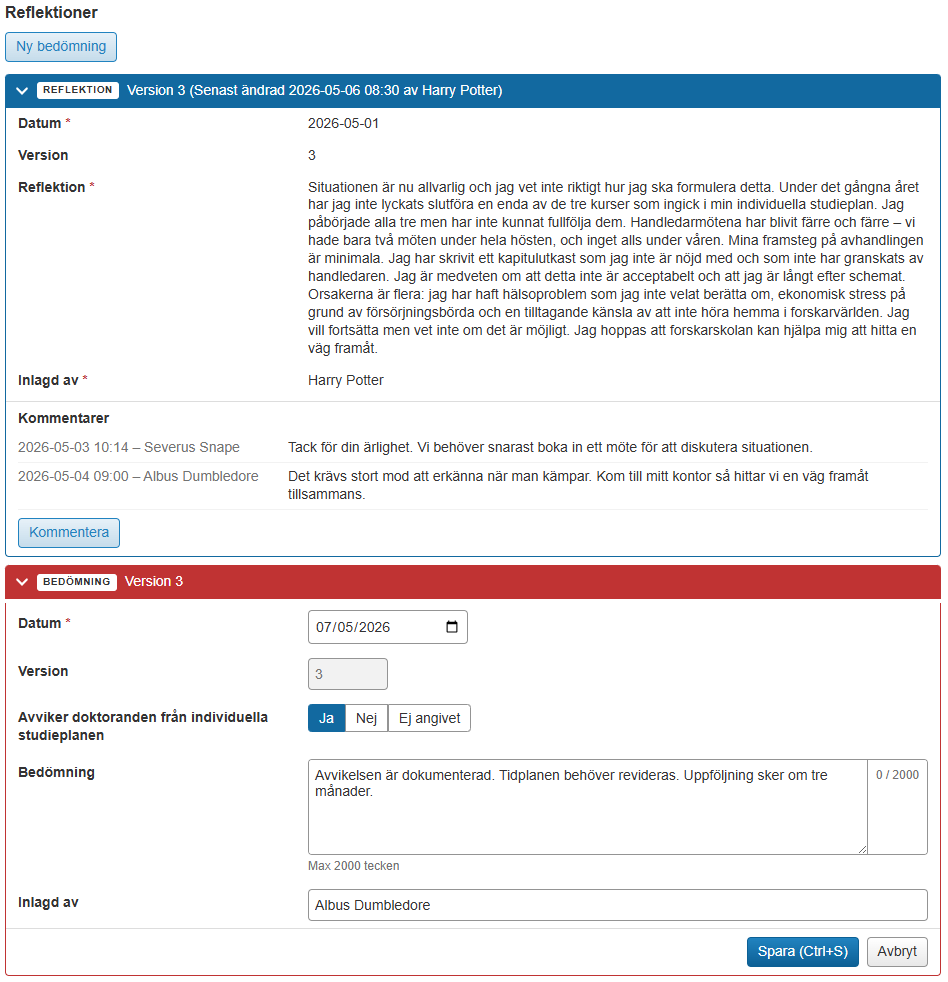 Reflektioner
Ny bedömning
REFLEKTION Version 3 (Senast ändrad 2026-05-06 08:30 av Harry Potter)
Datum * 2026-05-01
Version 3
Reflektion * Situationen är nu allvarlig och jag vet inte riktigt hur jag ska formulera detta. Under det gångna året
har jag inte lyckats slutföra en enda av de tre kurser som ingick i min individuella studieplan. Jag
påbörjade alla tre men har inte kunnat fullfölja dem. Handledarmötena har blivit färre och färre – vi
hade bara två möten under hela hösten, och inget alls under våren. Mina framsteg på avhandlingen
är minimala. Jag har skrivit ett kapitulutkast som jag inte är nöjd med och som inte har granskats av
handledaren. Jag är medveten om att detta inte är acceptabelt och att jag är långt efter schemat.
Orsakerna är flera: jag har haft hälsoproblem som jag inte velat berätta om, ekonomisk stress på
grund av försörjningsbörda och en tilltagande känsla av att inte höra hemma i forskarvärlden. Jag
vill fortsätta men vet inte om det är möjligt. Jag hoppas att forskarskolan kan hjälpa mig att hitta en
väg framåt.
Inlagd av * Harry Potter
Kommentarer
2026-05-03 10:14 – Severus Snape Tack för din ärlighet. Vi behöver snarast boka in ett möte för att diskutera situationen.
2026-05-04 09:00 – Albus Dumbledore Det krävs stort mod att erkänna när man kämpar. Kom till mitt kontor så hittar vi en väg framåt
tillsammans.
Kommentera
BEDÖMNING Version 3
Datum * 07/05/2026
Version 3
Avviker doktoranden från individuella
studieplanen
Ja Nej Ej angivet
Bedömning Avvikelsen är dokumenterad. Tidplanen behöver revideras. Uppföljning sker om tre
månader.
0 / 2000
Max 2000 tecken
Inlagd av Albus Dumbledore
Spara (Ctrl+S) Avbryt